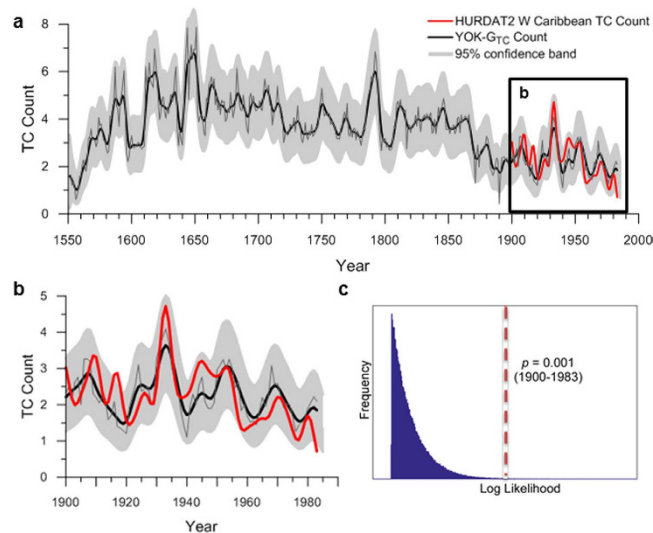 a
HURDAT2 W Caribbean TC Count
YOK-GTC Count
95% confidence band
8
6
4
2
0
TC Count
b
1550
1600
1650
1700
1750
1800
1850
1900
1950
2000
Year
b
5
4
3
2
1
0
TC Count
1900
1920
1940
1960
1980
Year
c
Frequency
p = 0.001
(1900-1983)
Log Likelihood